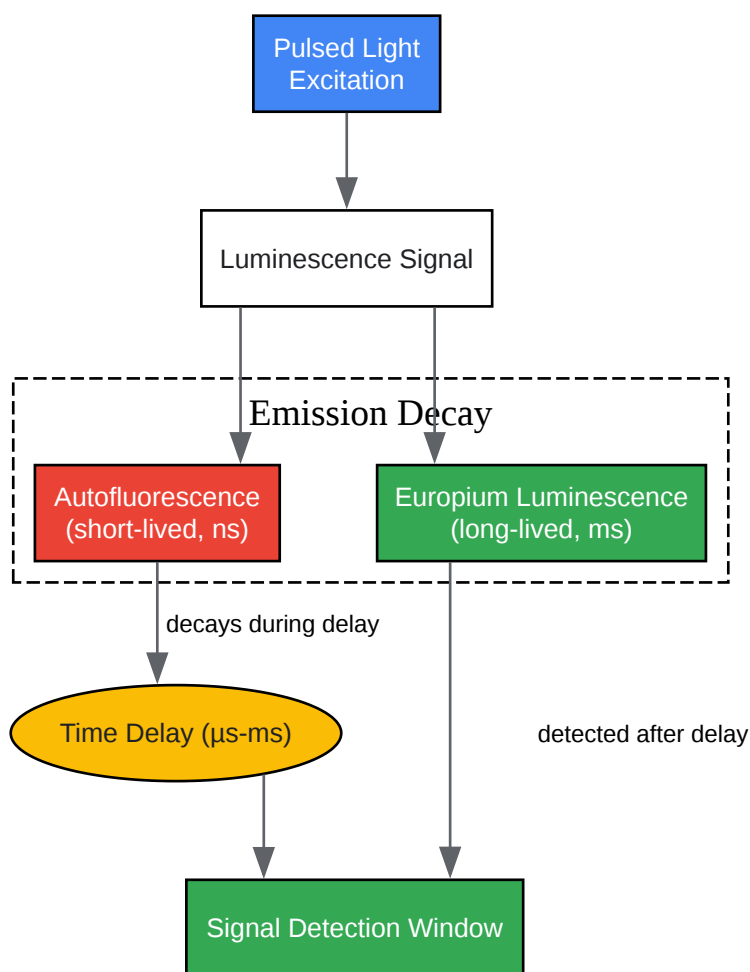 Pulsed Light
Excitation
Luminescence Signal
Emission Decay
Autofluorescence
(short-lived, ns)
Europium Luminescence
(long-lived, ms)
decays during delay
Time Delay (µs-ms)
detected after delay
Signal Detection Window